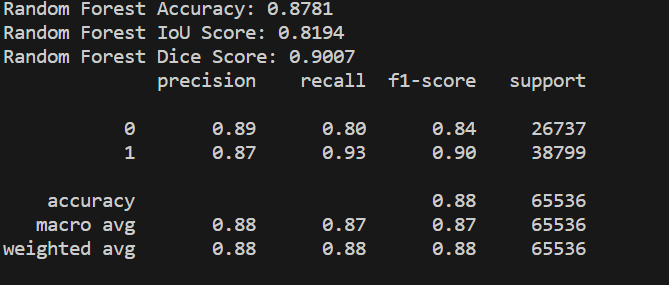 Random Forest Accuracy: 0.8781
Random Forest IoU Score: 0.8194
Random Forest Dice Score: 0.9007
precision recall f1-score support
0 0.89 0.80 0.84 26737
1 0.87 0.93 0.90 38799
accuracy 0.88 65536
macro avg 0.88 0.87 0.87 65536
weighted avg 0.88 0.88 0.88 65536